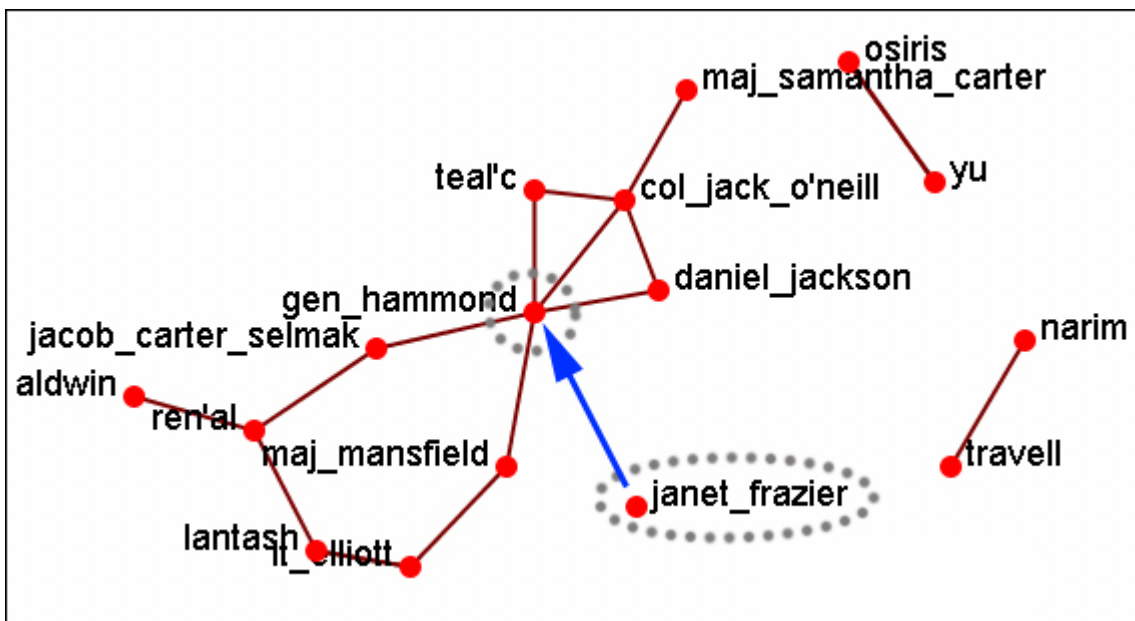 osiris
maj_samantha_carter
teal'c
yu
col_jack_o'neill
daniel_jackson
gen_hammond
narim
jacob_carter_selmak
aldwin
ren'al
maj_mansfield
travell
janet_frazier
lantash
lt_elliott